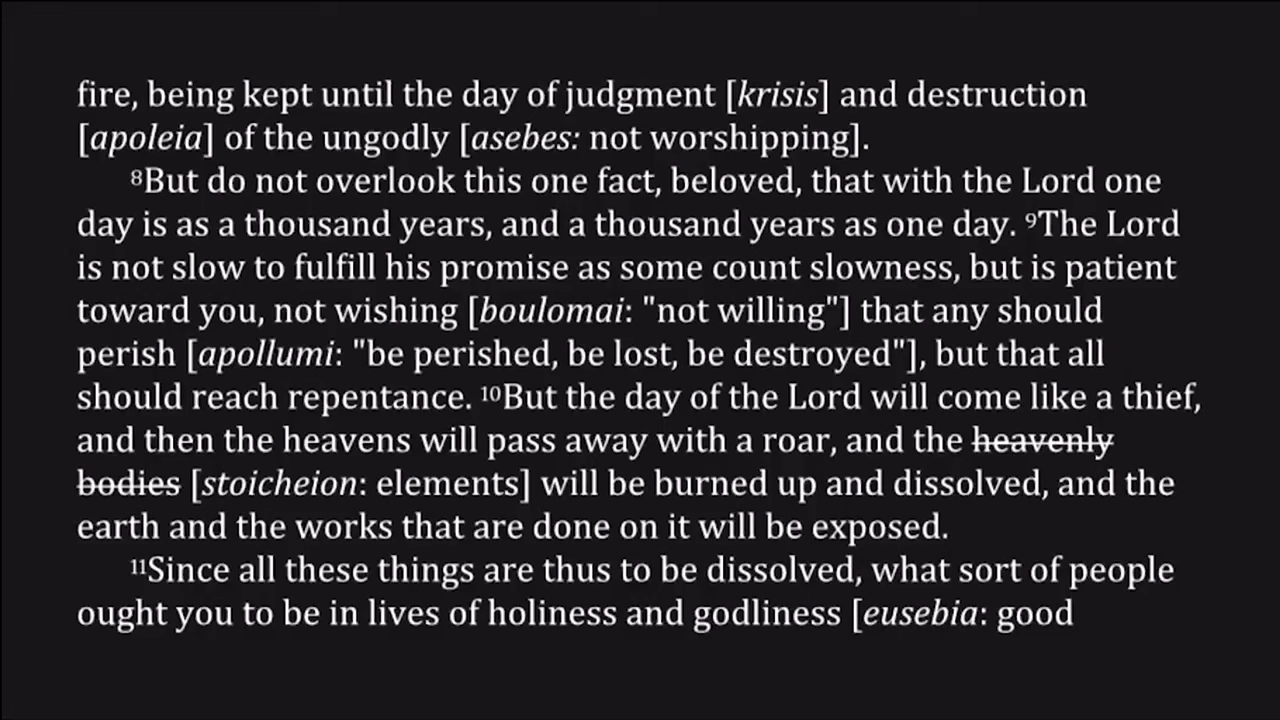 fire, being kept until the day of judgment [krisis] and destruction
[apoleia] of the ungodly [asebes: not worshipping].
⁸But do not overlook this one fact, beloved, that with the Lord one
day is as a thousand years, and a thousand years as one day. ⁹The Lord
is not slow to fulfill his promise as some count slowness, but is patient
toward you, not wishing [boulomai: "not willing"] that any should
perish [apollumi: "be perished, be lost, be destroyed"], but that all
should reach repentance. ¹⁰But the day of the Lord will come like a thief,
and then the heavens will pass away with a roar, and the heavenly
bodies [stoicheion: elements] will be burned up and dissolved, and the
earth and the works that are done on it will be exposed.
¹¹Since all these things are thus to be dissolved, what sort of people
ought you to be in lives of holiness and godliness [eusebia: good